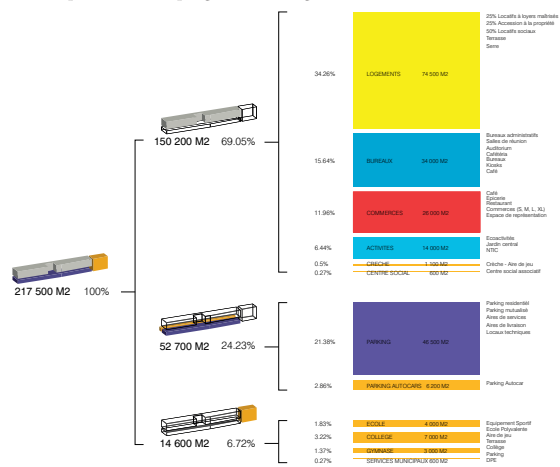 25% Locatifs à loyers maîtrisés
25% Accession à la propriété
50% Locatifs sociaux
Terrasse
Serre
34.26% LOGEMENTS 74 500 M2
150 200 M2 69.05%
Bureaux administratifs
Salles de réunion
Auditorium
Cafétéria
Bureaux
Kiosks
Café
15.64% BUREAUX 34 000 M2
Café
Epicerie
Restaurant
Commerces (S, M, L, XL)
Espace de représentation
11.96% COMMERCES 26 000 M2
Ecoactivités
Jardin central
NTIC
6.44% ACTIVITES 14 000 M2
0.5% CRECHE 1 100 M2 Crèche - Aire de jeu
0.27% CENTRE SOCIAL 600 M2 Centre social associatif
217 500 M2 100%
Parking residentiel
Parking mutualisé
Aires de services
Aires de livraison
Locaux techniques
52 700 M2 24.23%
21.38% PARKING 46 500 M2
2.86% PARKING AUTOCARS 6 200 M2 Parking Autocar
14 600 M2 6.72%
1.83% ECOLE 4 000 M2
3.22% COLLEGE 7 000 M2
1.37% GYMNASE 3 000 M2
0.27% SERVICES MUNICIPAUX 600 M2
Equipement Sportif
Ecole Polyvalente
Aire de jeu
Terrasse
Collège
Parking
DPE